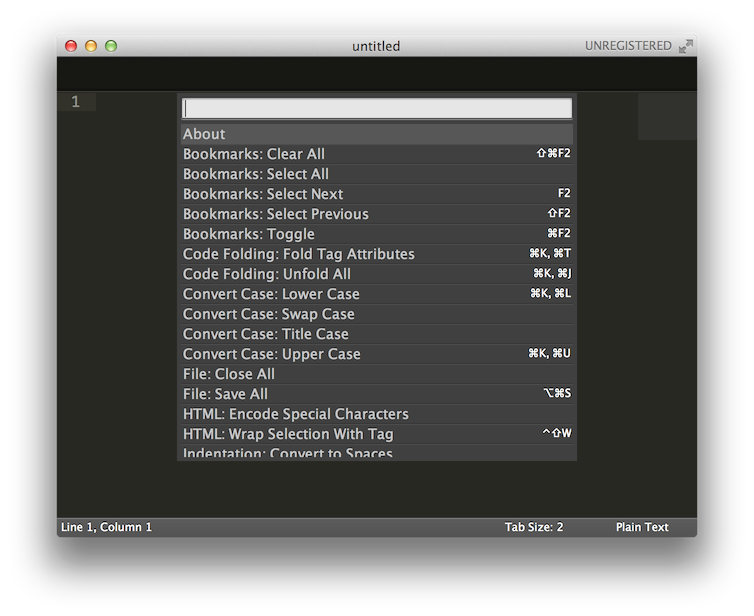 untitled UNREGISTERED
1
About
Bookmarks: Clear All ⇧⌘F2
Bookmarks: Select All
Bookmarks: Select Next F2
Bookmarks: Select Previous ⇧F2
Bookmarks: Toggle ⌘F2
Code Folding: Fold Tag Attributes ⌘K, ⌘T
Code Folding: Unfold All ⌘K, ⌘J
Convert Case: Lower Case ⌘K, ⌘L
Convert Case: Swap Case
Convert Case: Title Case
Convert Case: Upper Case ⌘K, ⌘U
File: Close All
File: Save All ⌥⌘S
HTML: Encode Special Characters
HTML: Wrap Selection With Tag ^⇧W
Indentation: Convert to Spaces
Line 1, Column 1 Tab Size: 2 Plain Text